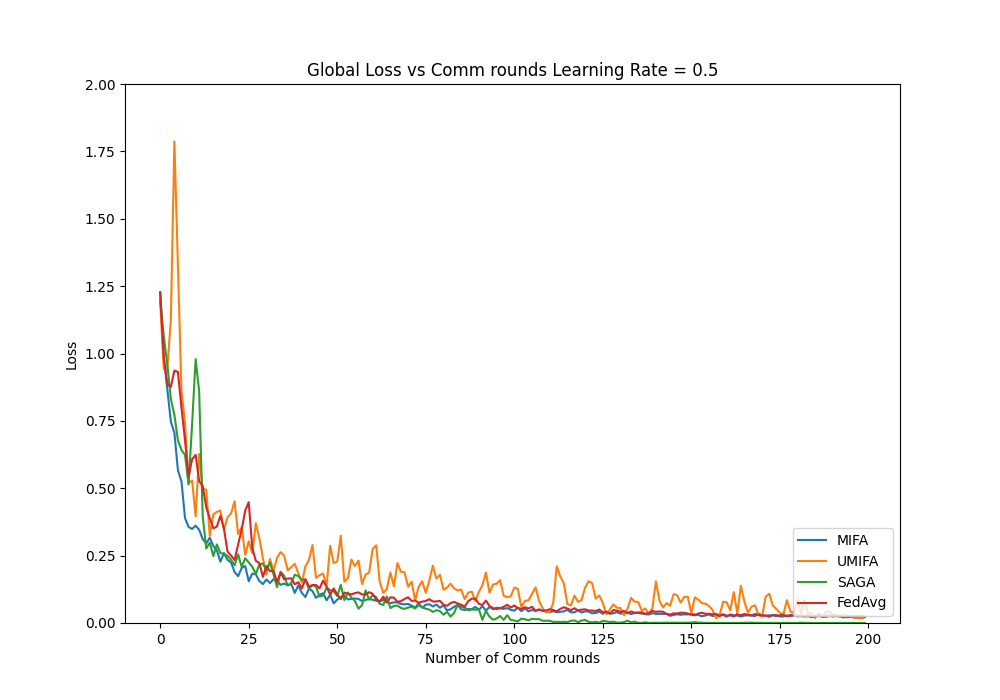 Global Loss vs Comm rounds Learning Rate = 0.5
2.00
1.75
1.50
1.25
1.00
0.75
0.50
0.25
0.00
Loss
0 25 50 75 100 125 150 175 200
Number of Comm rounds
MIFA
UMIFA
SAGA
FedAvg